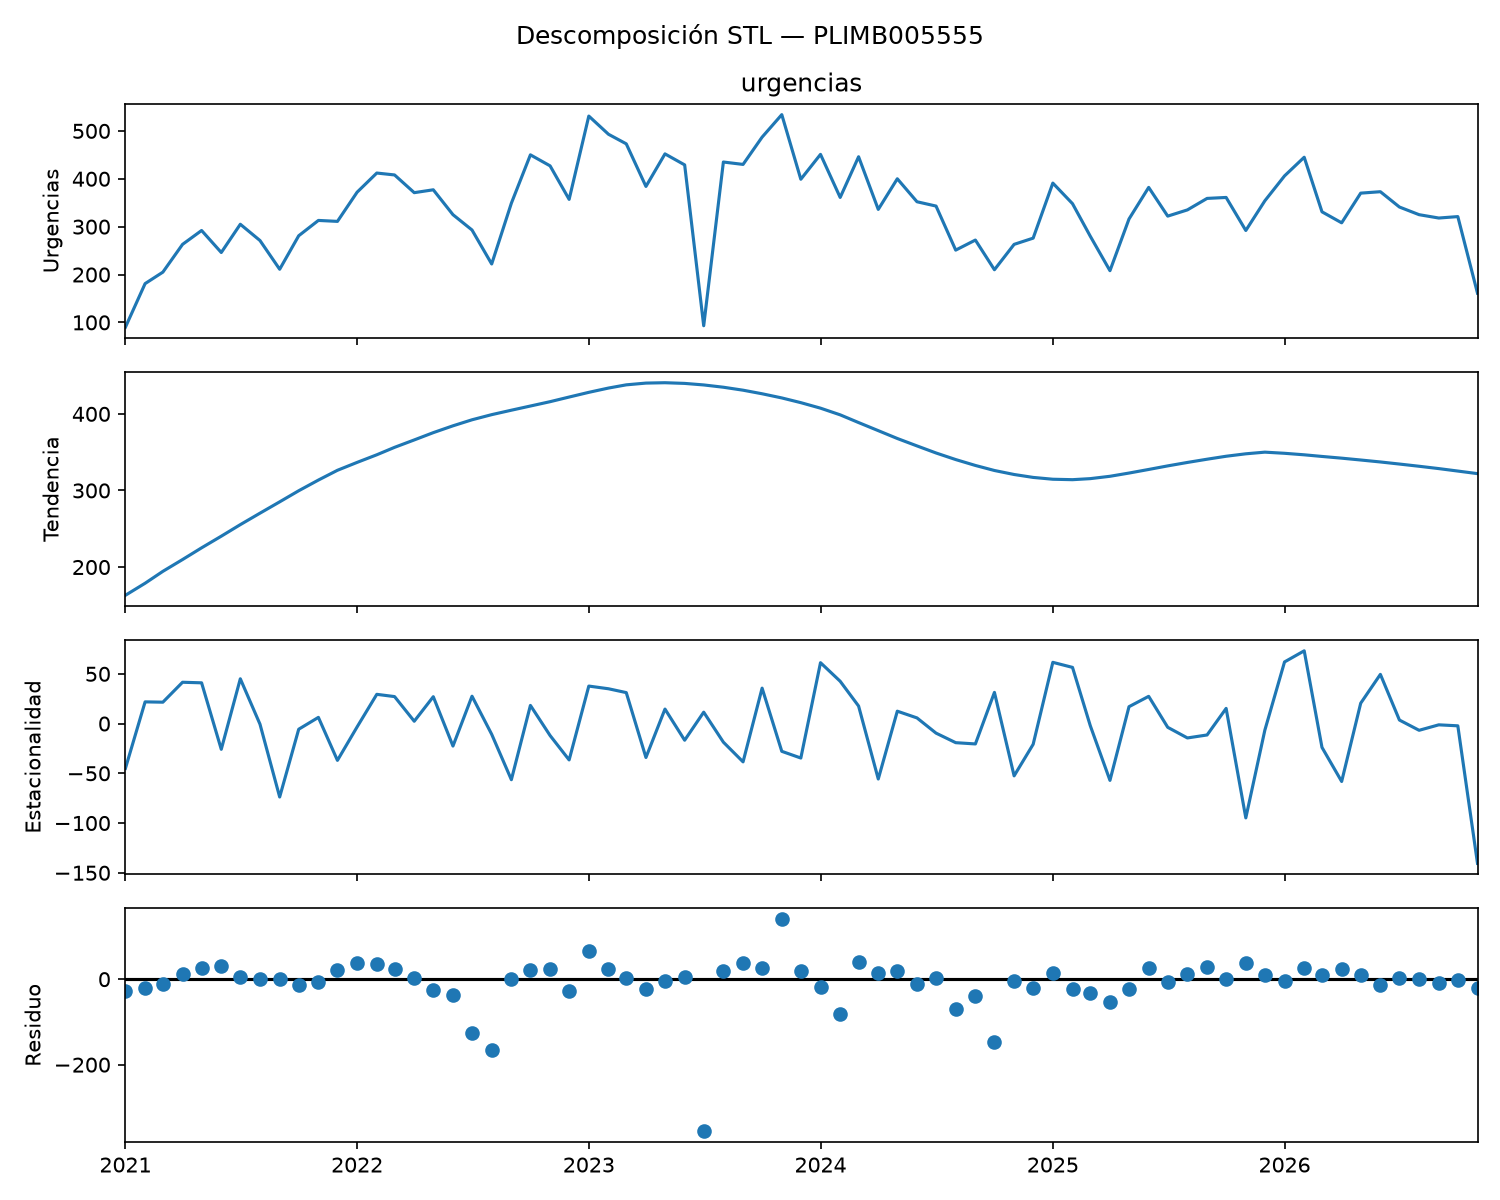 Descomposición STL — PLIMB005555
urgencias
Urgencias
500
400
300
200
100
Tendencia
400
300
200
Estacionalidad
50
0
−50
−100
−150
Residuo
0
−200
2021 2022 2023 2024 2025 2026